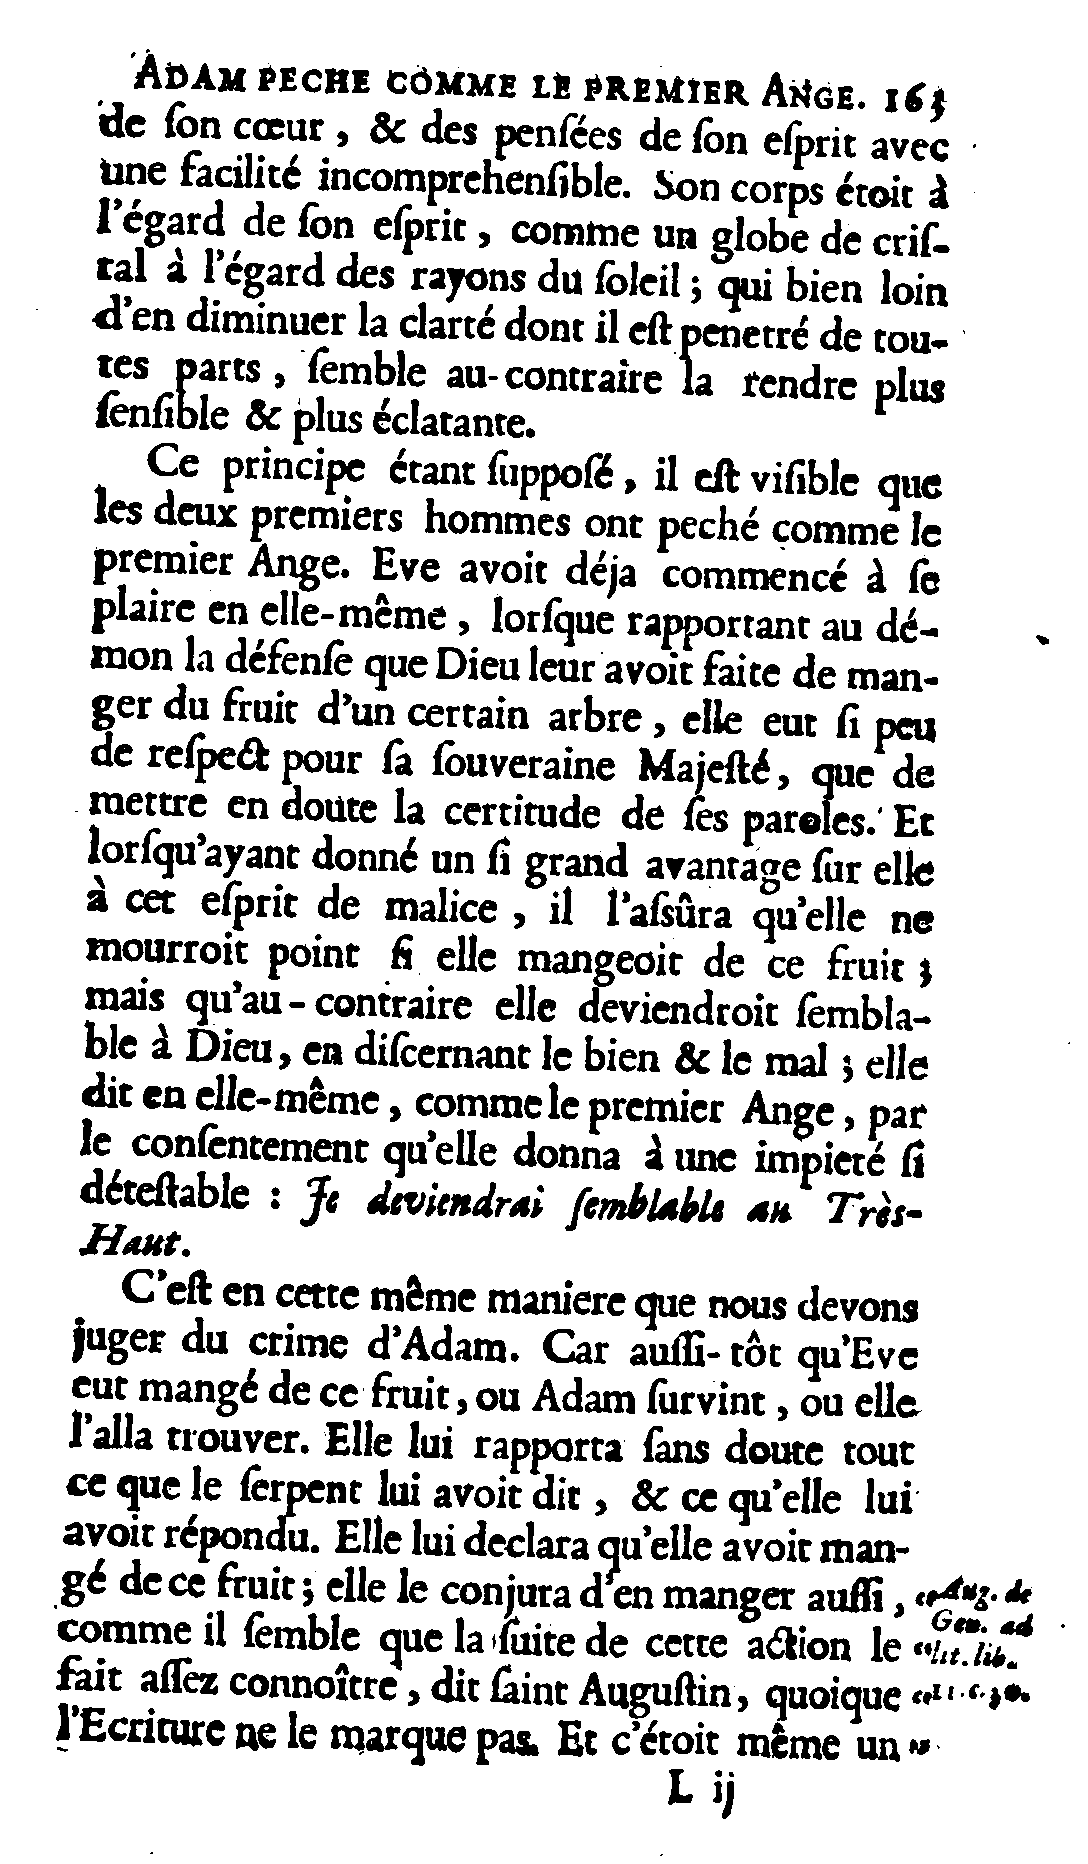 ADAM PECHE COMME LE PREMIER ANGE. 163
de ſon cœur, & des penſées de ſon eſprit avec
une facilité incomprehenſible. Son corps étoit à
l'égard de ſon eſprit, comme un globe de criſ-
tal à l'égard des rayons du ſoleil; qui bien loin
d'en diminuer la clarté dont il eſt penetré de tou-
tes parts, ſemble au-contraire la rendre plus
ſenſible & plus éclatante.
Ce principe étant ſuppoſé, il eſt viſible que
les deux premiers hommes ont peché comme le
premier Ange. Eve avoit déja commencé à ſe
plaire en elle-même, lorſque rapportant au dé-
mon la défenſe que Dieu leur avoit faite de man-
ger du fruit d'un certain arbre, elle eut ſi peu
de reſpect pour ſa ſouveraine Majeſté, que de
mettre en doute la certitude de ſes paroles. Et
lorſqu'ayant donné un ſi grand avantage ſur elle
à cet eſprit de malice, il l'aſsûra qu'elle ne
mourroit point ſi elle mangeoit de ce fruit;
mais qu'au-contraire elle deviendroit ſembla-
ble à Dieu, en diſcernant le bien & le mal; elle
dit en elle-même, comme le premier Ange, par
le conſentement qu'elle donna à une impieté ſi
déteſtable: Je deviendrai ſemblable au Très-
Haut.
C'eſt en cette même maniere que nous devons
juger du crime d'Adam. Car auſſi-tôt qu'Eve
eut mangé de ce fruit, ou Adam ſurvint, ou elle
l'alla trouver. Elle lui rapporta ſans doute tout
ce que le ſerpent lui avoit dit, & ce qu'elle lui
avoit répondu. Elle lui declara qu'elle avoit man-
gé de ce fruit; elle le conjura d'en manger auſſi, “ Aug. de
comme il ſemble que la ſuite de cette action le “ Gen. ad
fait aſſez connoître, dit ſaint Auguſtin, quoique “ lit. lib.
l'Ecriture ne le marque pas. Et c'étoit même un “ 11. c. 30.
L ij